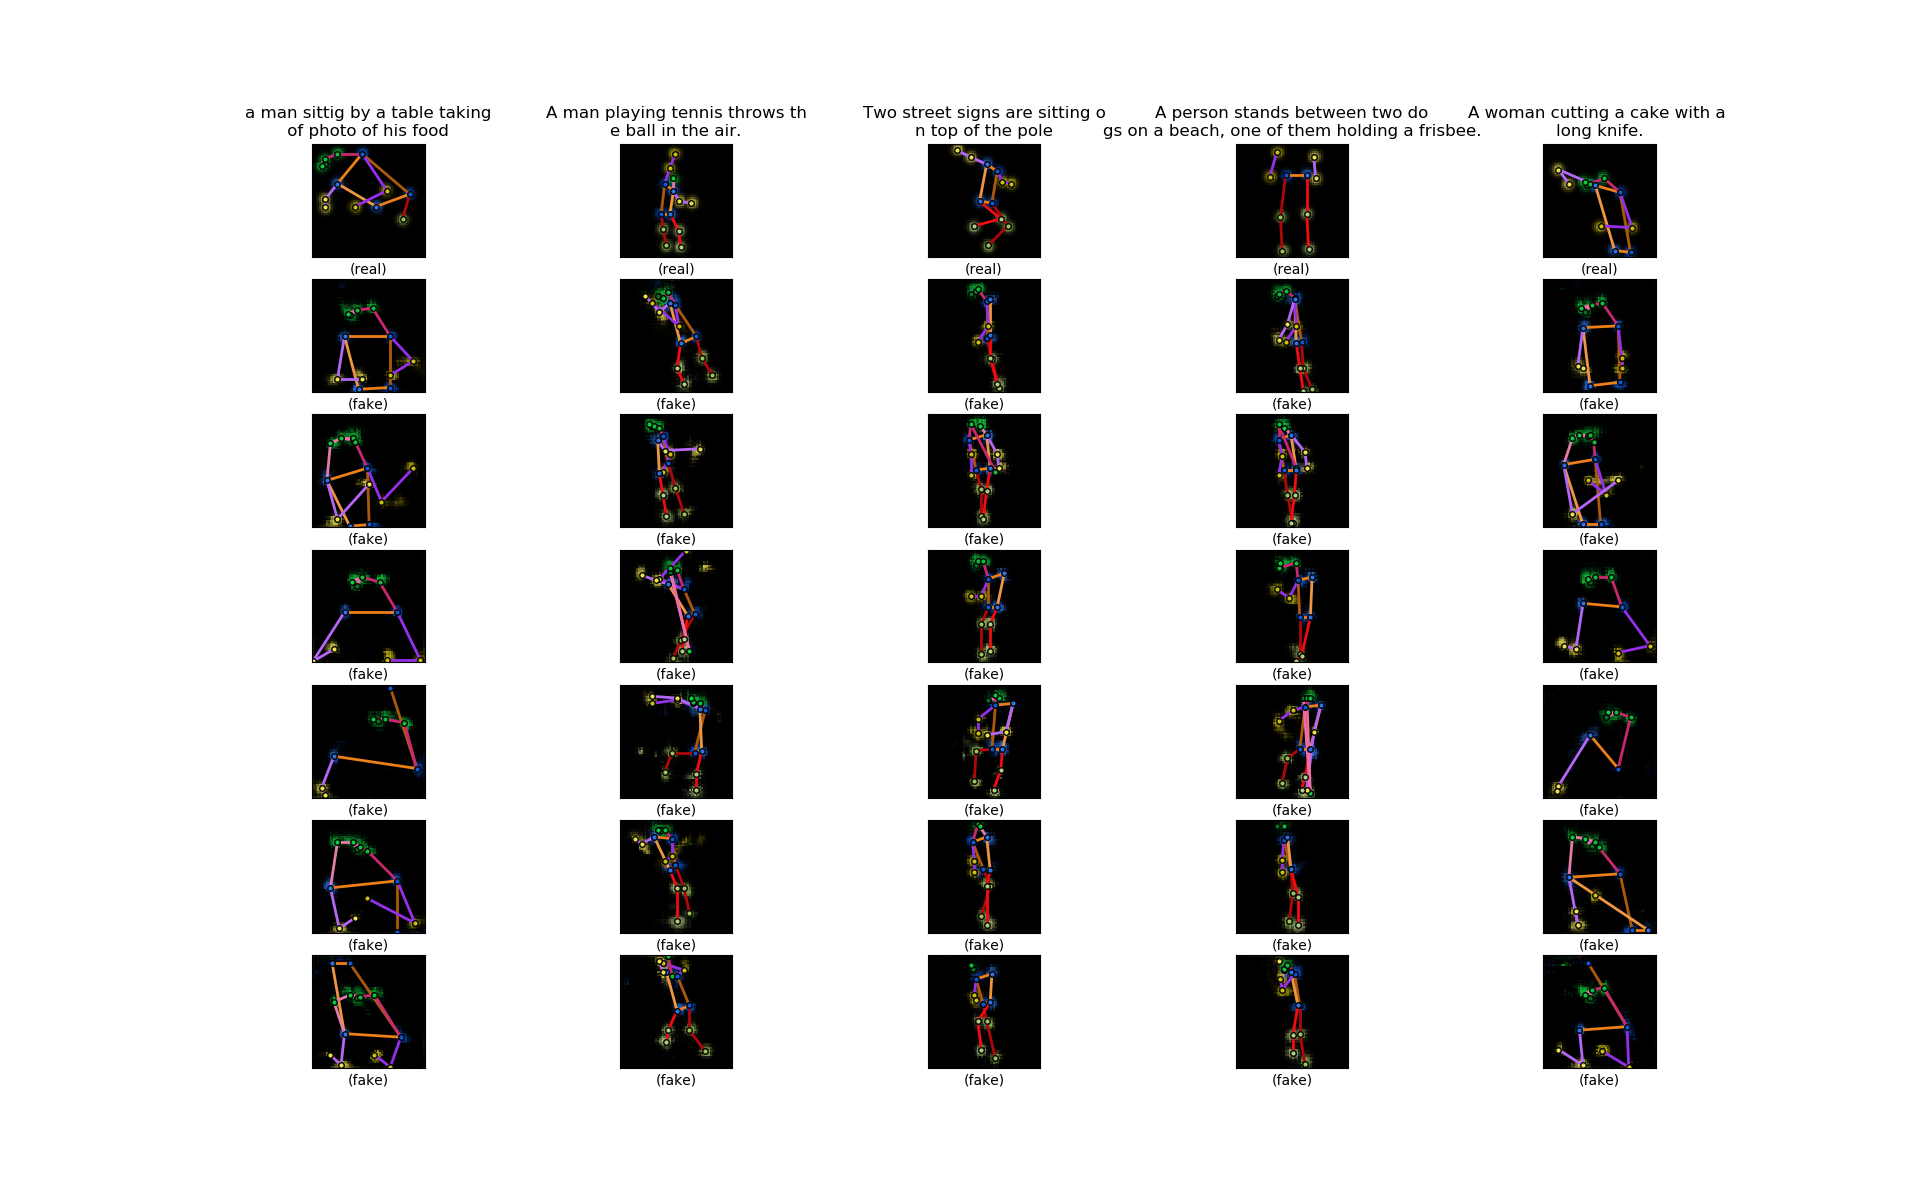 a man sittig by a table taking
of photo of his food
A man playing tennis throws th
e ball in the air.
Two street signs are sitting o
n top of the pole
A person stands between two do
gs on a beach, one of them holding a frisbee.
A woman cutting a cake with a
long knife.
(real) (real) (real) (real) (real)
(fake) (fake) (fake) (fake) (fake)
(fake) (fake) (fake) (fake) (fake)
(fake) (fake) (fake) (fake) (fake)
(fake) (fake) (fake) (fake) (fake)
(fake) (fake) (fake) (fake) (fake)
(fake) (fake) (fake) (fake) (fake)